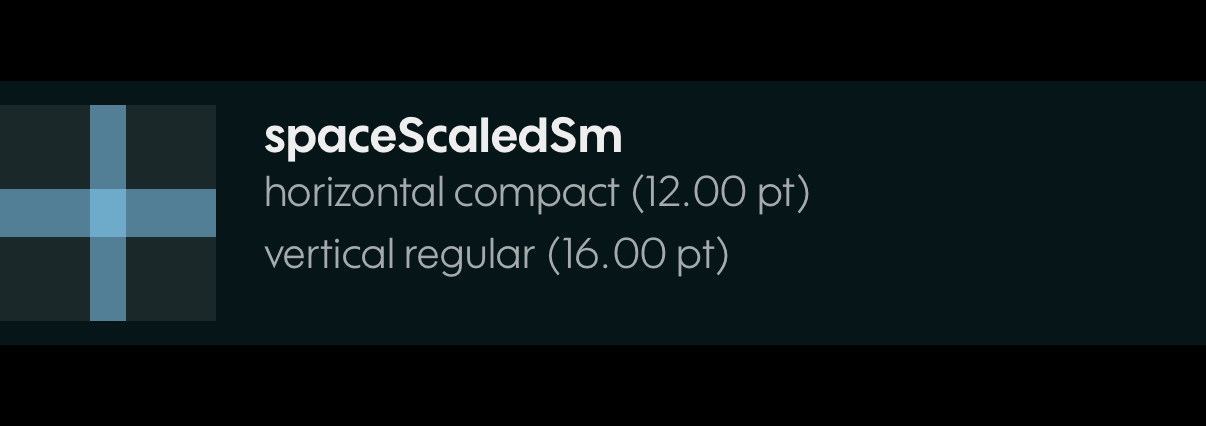 spaceScaledSm
horizontal compact (12.00 pt)
vertical regular (16.00 pt)